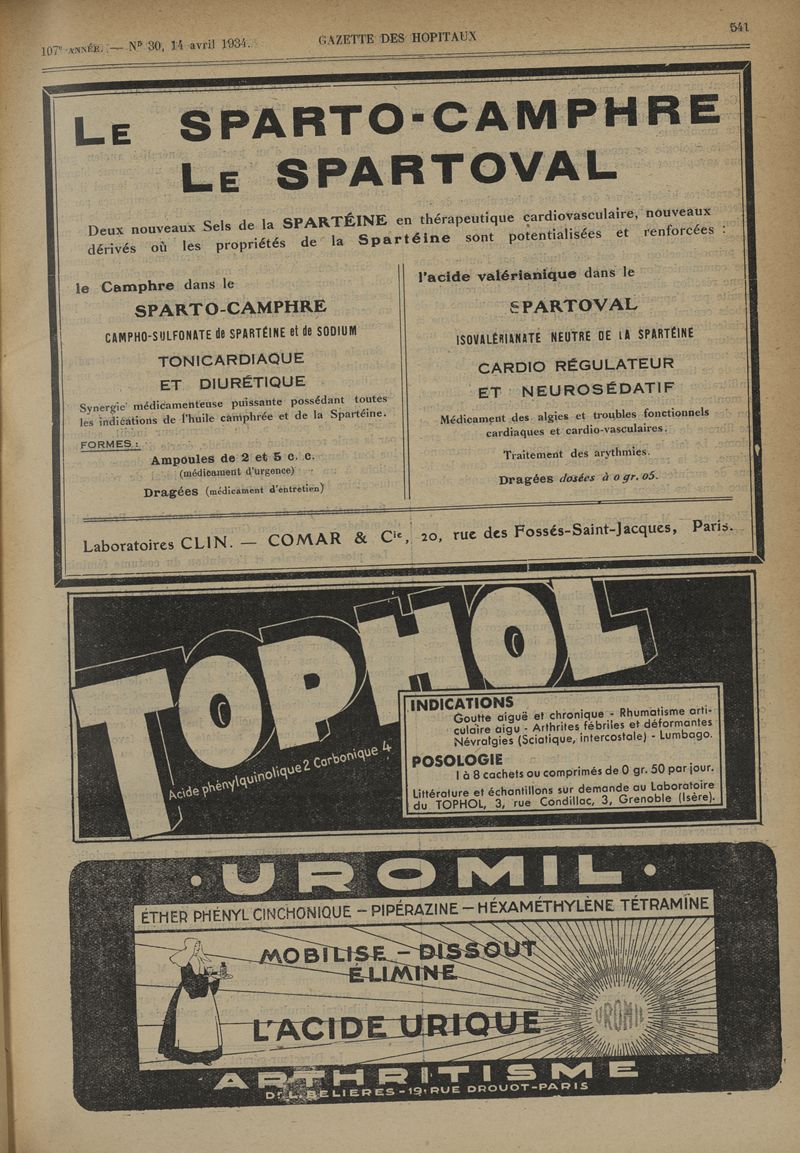 107e ANNÉE. — No 30, 14 avril 1934.
GAZETTE DES HOPITAUX
541
LE SPARTO-CAMPHRE
LE SPARTOVAL
Deux nouveaux Sels de la SPARTÉINE en thérapeutique cardiovasculaire, nouveaux
dérivés où les propriétés de la Spartéine sont potentialisées et renforcées :
le Camphre dans le
SPARTO-CAMPHRE
CAMPHO-SULFONATE de SPARTÉINE et de SODIUM
TONICARDIAQUE
ET DIURÉTIQUE
Synergie médicamenteuse puissante possédant toutes
les indications de l'huile camphrée et de la Spartéine.
FORMES :
Ampoules de 2 et 5 c. c.
(médicament d'urgence)
Dragées (médicament d'entretien)
l'acide valérianique dans le
SPARTOVAL
ISOVALÉRIANATE NEUTRE DE LA SPARTÉINE
CARDIO RÉGULATEUR
ET NEUROSÉDATIF
Médicament des algies et troubles fonctionnels
cardiaques et cardio-vasculaires.
Traitement des arythmies.
Dragées dosées à 0 gr. 05.
Laboratoires CLIN. — COMAR & Cie, 20, rue des Fossés-Saint-Jacques, Paris.
TOPHOL
Acide phénylquinolique 2 Carbonique 4
INDICATIONS
Goutte aiguë et chronique - Rhumatisme arti-
culaire aigu - Arthrites fébriles et déformantes
Névralgies (Sciatique, intercostale) - Lumbago.
POSOLOGIE
1 à 8 cachets ou comprimés de 0 gr. 50 par jour.
Littérature et échantillons sur demande au Laboratoire
du TOPHOL, 3, rue Condillac, 3, Grenoble (Isère).
• UROMIL •
ÉTHER PHÉNYL CINCHONIQUE - PIPÉRAZINE - HÉXAMÉTHYLÈNE TÉTRAMINE
MOBILISE - DISSOUT
ÉLIMINE
L'ACIDE URIQUE
UROMIL
ARTHRITISME
Dr L. BELIERES - 19, RUE DROUOT - PARIS